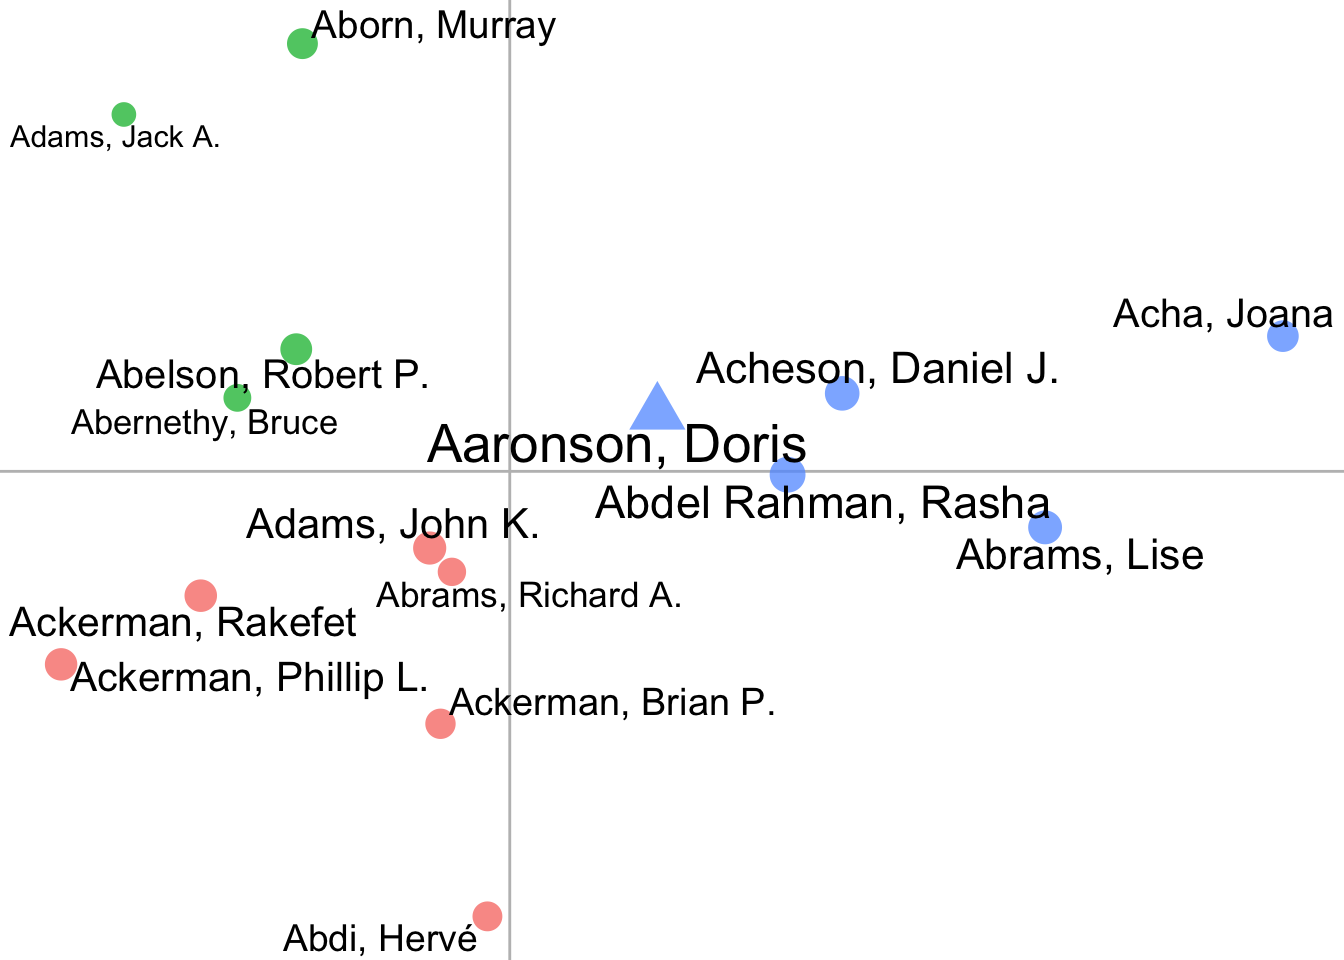 Aborn, Murray
Adams, Jack A.
Acha, Joana
Acheson, Daniel J.
Abelson, Robert P.
Abernethy, Bruce
Aaronson, Doris
Abdel Rahman, Rasha
Adams, John K.
Abrams, Lise
Abrams, Richard A.
Ackerman, Rakefet
Ackerman, Phillip L.
Ackerman, Brian P.
Abdi, Hervé